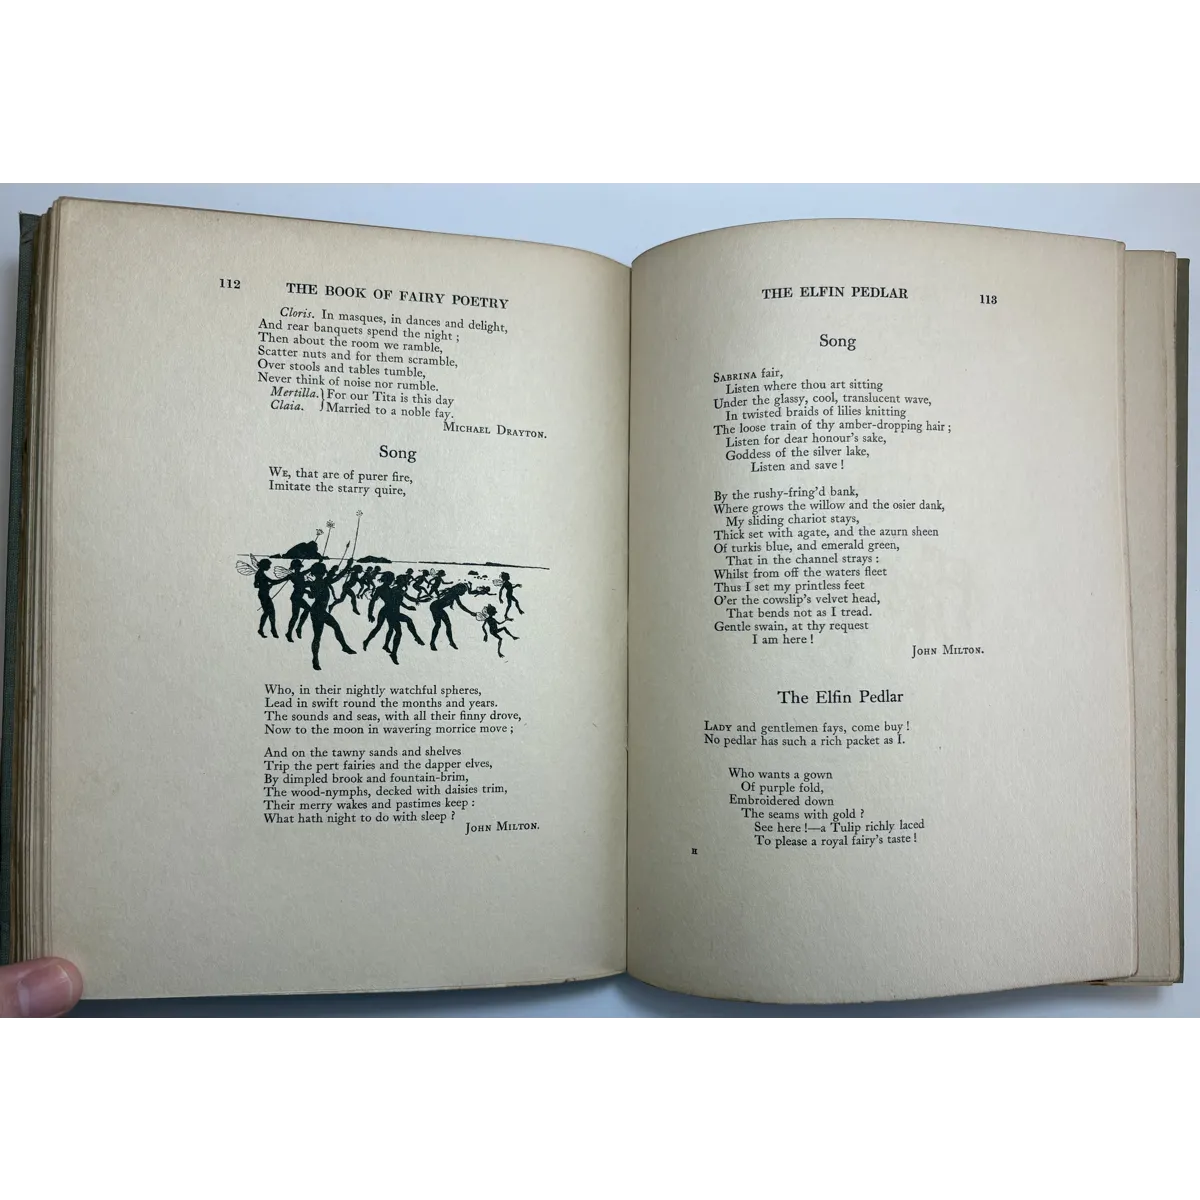 112 THE BOOK OF FAIRY POETRY
Cloris. In masques, in dances and delight,
And rear banquets spend the night ;
Then about the room we ramble,
Scatter nuts and for them scramble,
Over stools and tables tumble,
Never think of noise nor rumble.
Mertilla. } For our Tita is this day
Claia. } Married to a noble fay.
MICHAEL DRAYTON.
Song
WE, that are of purer fire,
Imitate the starry quire,
Who, in their nightly watchful spheres,
Lead in swift round the months and years.
The sounds and seas, with all their finny drove,
Now to the moon in wavering morrice move ;
And on the tawny sands and shelves
Trip the pert fairies and the dapper elves,
By dimpled brook and fountain-brim,
The wood-nymphs, decked with daisies trim,
Their merry wakes and pastimes keep :
What hath night to do with sleep ?
JOHN MILTON.
THE ELFIN PEDLAR 113
Song
SABRINA fair,
Listen where thou art sitting
Under the glassy, cool, translucent wave,
In twisted braids of lilies knitting
The loose train of thy amber-dropping hair ;
Listen for dear honour's sake,
Goddess of the silver lake,
Listen and save !
By the rushy-fring'd bank,
Where grows the willow and the osier dank,
My sliding chariot stays,
Thick set with agate, and the azurn sheen
Of turkis blue, and emerald green,
That in the channel strays :
Whilst from off the waters fleet
Thus I set my printless feet
O'er the cowslip's velvet head,
That bends not as I tread.
Gentle swain, at thy request
I am here !
JOHN MILTON.
The Elfin Pedlar
LADY and gentlemen fays, come buy !
No pedlar has such a rich packet as I.
Who wants a gown
Of purple fold,
Embroidered down
The seams with gold ?
See here !—a Tulip richly laced
To please a royal fairy's taste !
H